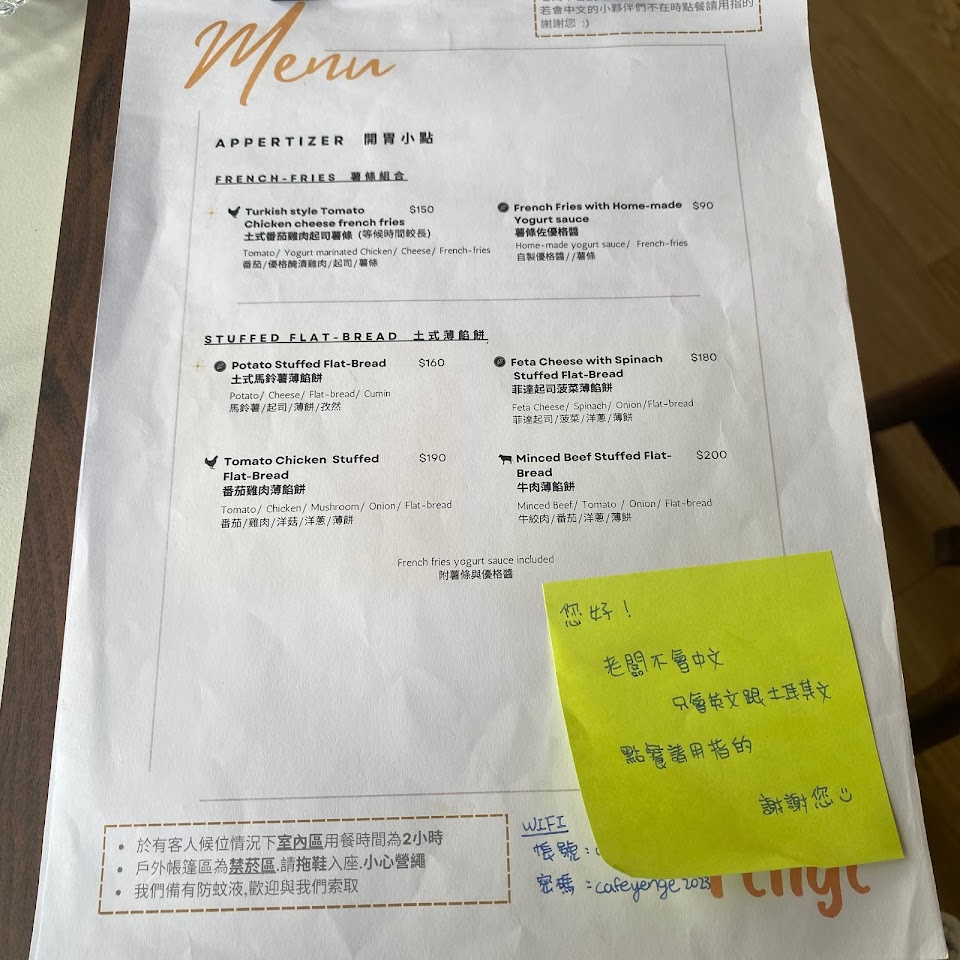 若會中文的小夥伴們不在時點餐請用指的
謝謝您 :)
Menu
APPERTIZER 開胃小點
FRENCH-FRIES 薯條組合
Turkish style Tomato $150
Chicken cheese french fries
土式番茄雞肉起司薯條 (等候時間較長)
Tomato/ Yogurt marinated Chicken/ Cheese/ French-fries
番茄/優格醃漬雞肉/起司/薯條
French Fries with Home-made $90
Yogurt sauce
薯條佐優格醬
Home-made yogurt sauce/ French-fries
自製優格醬//薯條
STUFFED FLAT-BREAD 土式薄餡餅
Potato Stuffed Flat-Bread $160
土式馬鈴薯薄餡餅
Potato/ Cheese/ Flat-bread/ Cumin
馬鈴薯/起司/薄餅/孜然
Feta Cheese with Spinach $180
Stuffed Flat-Bread
菲達起司菠菜薄餡餅
Feta Cheese/ Spinach/ Onion/Flat-bread
菲達起司/菠菜/洋蔥/薄餅
Tomato Chicken Stuffed $190
Flat-Bread
番茄雞肉薄餡餅
Tomato/ Chicken/ Mushroom/ Onion/ Flat-bread
番茄/雞肉/洋菇/洋蔥/薄餅
Minced Beef Stuffed Flat- $200
Bread
牛肉薄餡餅
Minced Beef/ Tomato / Onion/ Flat-bread
牛絞肉/番茄/洋蔥/薄餅
French fries yogurt sauce included
附薯條與優格醬
您好!
老闆不會中文
只會英文跟土耳其文
點餐請用指的
謝謝您
於有客人候位情況下室內區用餐時間為2小時
戶外帳篷區為禁菸區,請拖鞋入座,小心營繩
我們備有防蚊液,歡迎與我們索取
WIFI
帳號:
密碼:cafeyenge2023